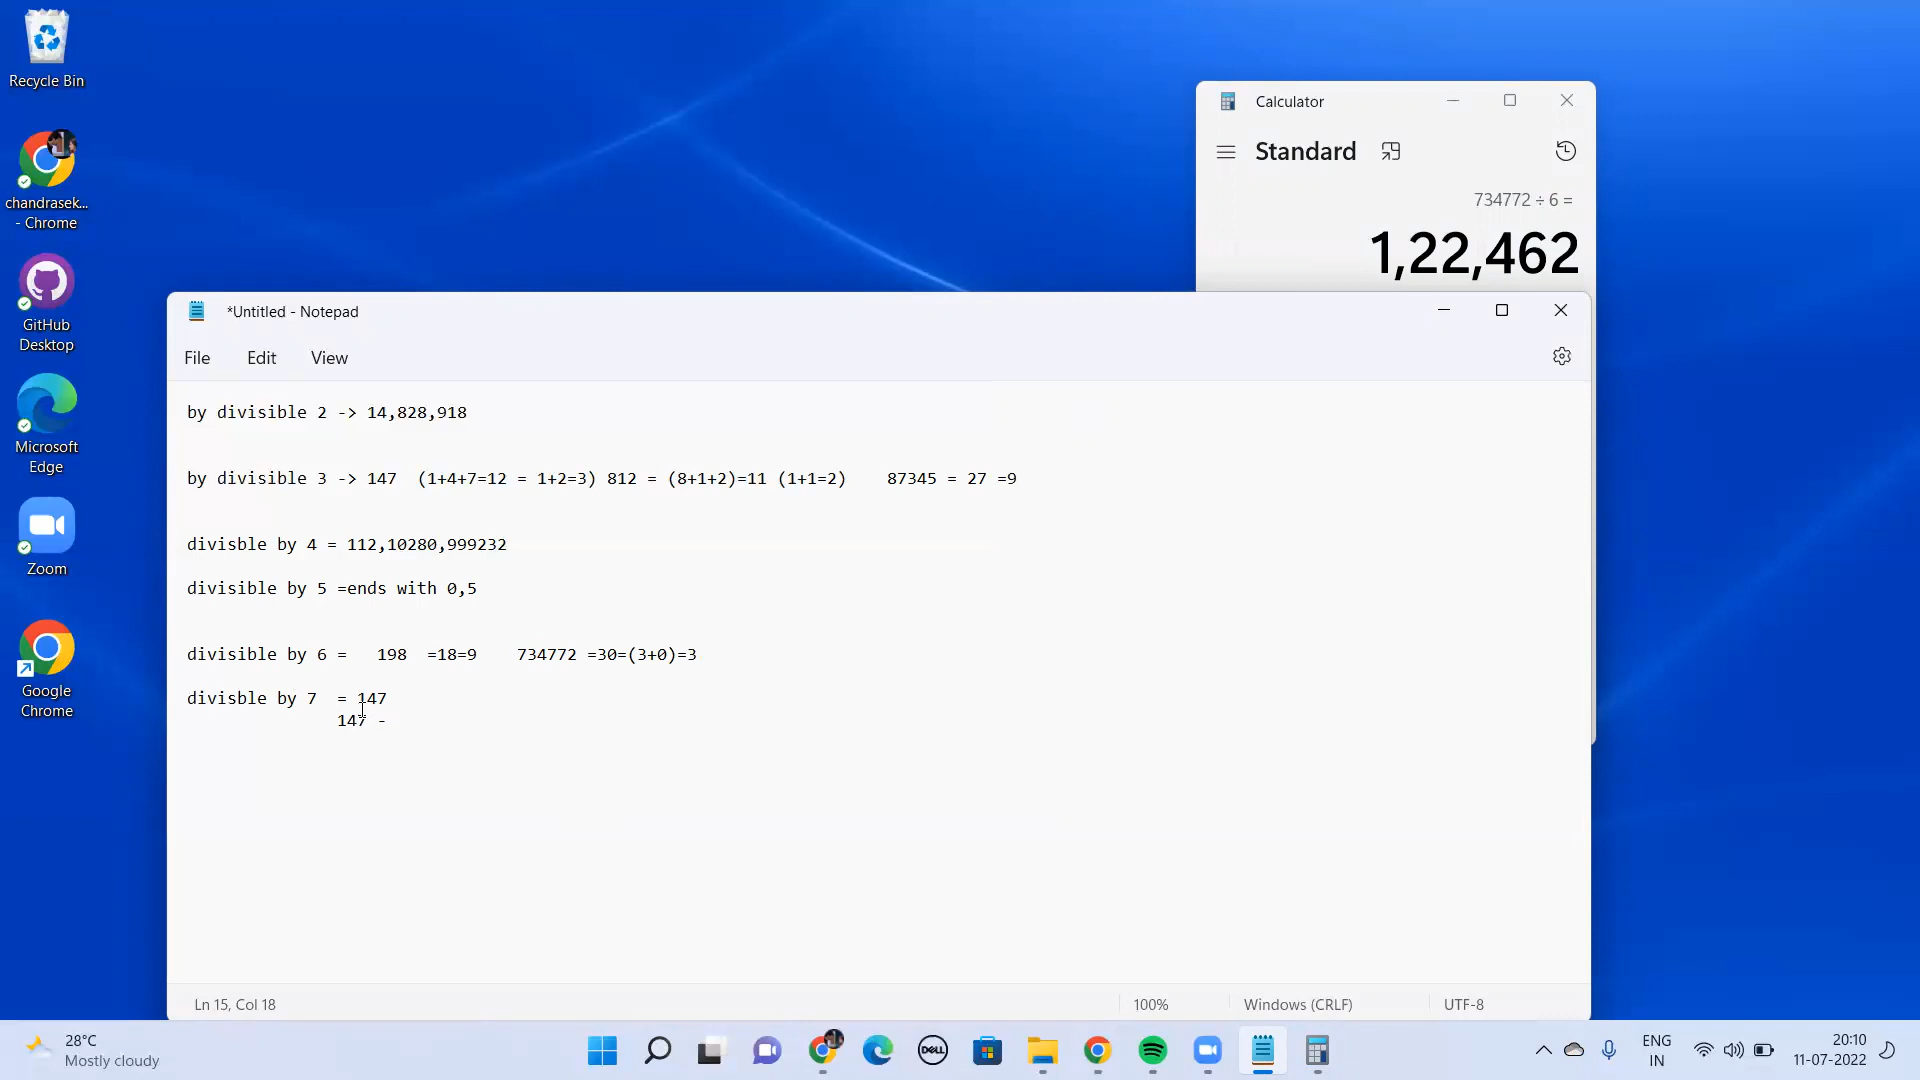 Recycle Bin
chandrasek...
- Chrome
GitHub
Desktop
Microsoft
Edge
Zoom
Google
Chrome
Calculator
Standard
734772 ÷ 6 =
1,22,462
*Untitled - Notepad
File Edit View
by divisible 2 -> 14,828,918
by divisible 3 -> 147 (1+4+7=12 = 1+2=3) 812 = (8+1+2)=11 (1+1=2) 87345 = 27 =9
divisble by 4 = 112,10280,999232
divisible by 5 =ends with 0,5
divisible by 6 = 198 =18=9 734772 =30=(3+0)=3
divisble by 7 = 147
147 -
Ln 15, Col 18 100% Windows (CRLF) UTF-8
28°C
Mostly cloudy
DELL
ENG
IN
20:10
11-07-2022